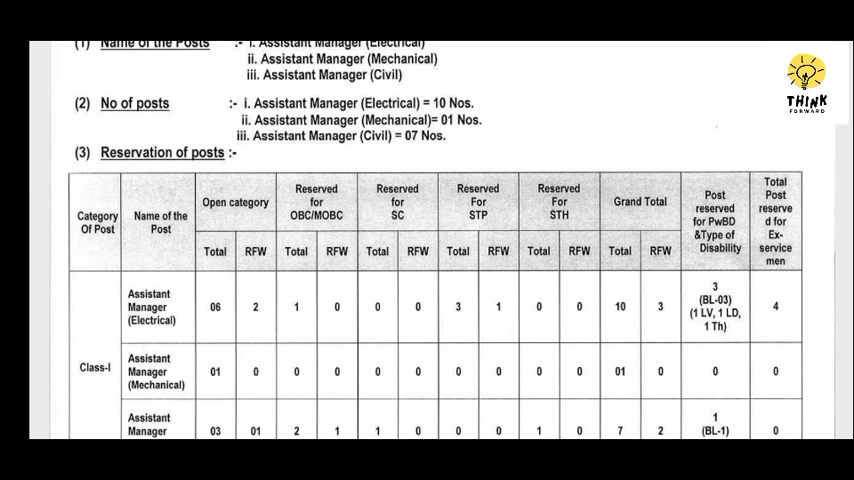 (1) Name of the Posts :- i. Assistant Manager (Electrical)
ii. Assistant Manager (Mechanical)
iii. Assistant Manager (Civil)
THINK
FORWARD
(2) No of posts :- i. Assistant Manager (Electrical) = 10 Nos.
ii. Assistant Manager (Mechanical)= 01 Nos.
iii. Assistant Manager (Civil) = 07 Nos.
(3) Reservation of posts :-
Category Of Post
Name of the Post
Open category
Reserved for OBC/MOBC
Reserved for SC
Reserved For STP
Reserved For STH
Grand Total
Post reserved for PwBD &Type of Disability
Total Post reserve d for Ex- service men
Total RFW Total RFW Total RFW Total RFW Total RFW Total RFW
Class-I
Assistant Manager (Electrical) 06 2 1 0 0 0 3 1 0 0 10 3 3 (BL-03) (1 LV, 1 LD, 1 Th) 4
Assistant Manager (Mechanical) 01 0 0 0 0 0 0 0 0 0 01 0 0 0
Assistant Manager 03 01 2 1 1 0 0 0 1 0 7 2 1 (BL-1) 0